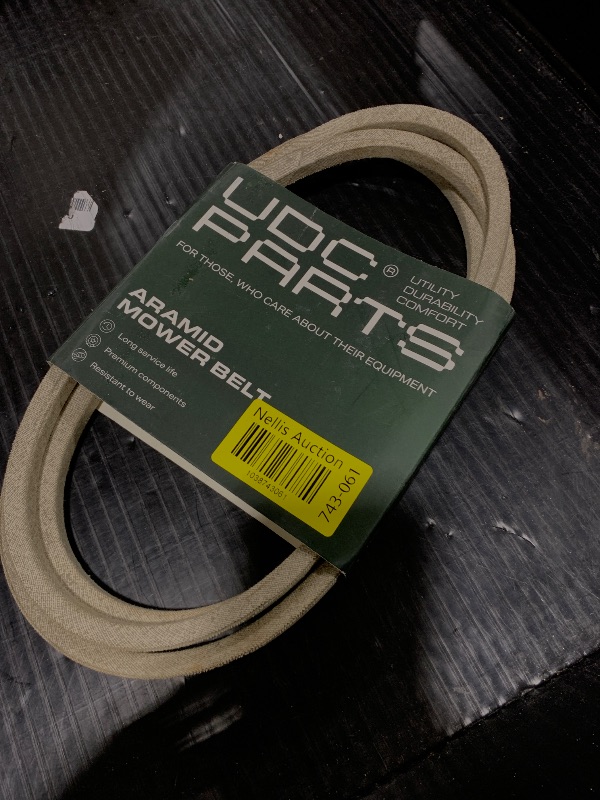 UDC
PARTS®
UTILITY
DURABILITY
COMFORT
FOR THOSE, WHO CARE ABOUT THEIR EQUIPMENT
ARAMID
MOWER BELT
Long service life
Premium components
Resistant to wear
Nellis Auction
1038743061
743-061